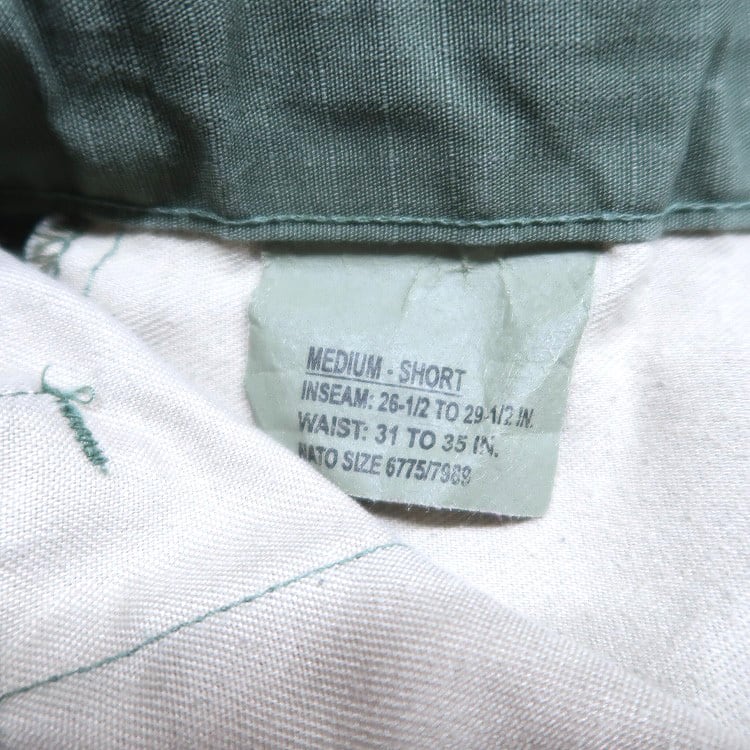 MEDIUM - SHORT
INSEAM: 26-1/2 TO 29-1/2 IN.
WAIST: 31 TO 35 IN.
NATO SIZE 6775/7989